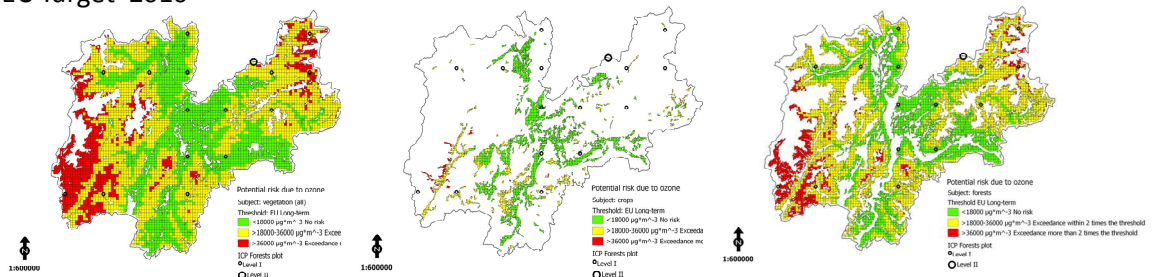 EU Target 2010
Potential risk due to ozone
Subject: vegetation (all)
Threshold: EU Long-term
<18000 µg*m^-3 No risk
>18000-36000 µg*m^-3 Exceeda
>36000 µg*m^-3 Exceedance
ICP Forests plot
Level I
Level II
N
1:600000
Potential risk due to ozone
Subject: crops
Threshold: EU Long-term
<18000 µg*m^-3 No risk
>18000-36000 µg*m^-3 Exceeda
>36000 µg*m^-3 Exceedance mo
ICP Forests plot
Level I
Level II
N
1:600000
Potential risk due to ozone
Subject: forests
Threshold EU Long-term
<18000 µg*m^-3 No risk
>18000-36000 µg*m^-3 Exceedance within 2 times the threshold
>36000 µg*m^-3 Exceedance more than 2 times the threshold
ICP Forests plot
Level I
Level II
N
1:600000